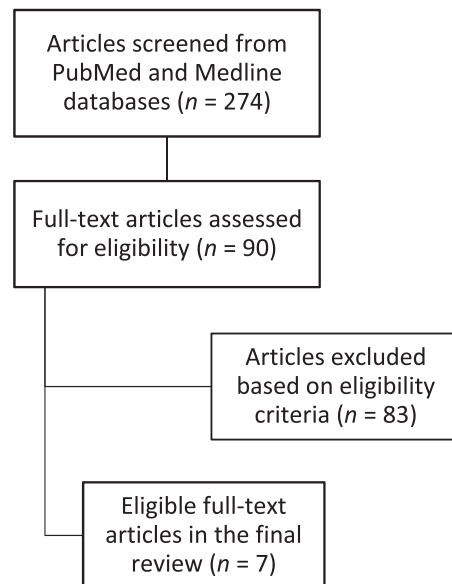 Articles screened from
PubMed and Medline
databases (n = 274)
Full-text articles assessed
for eligibility (n = 90)
Articles excluded
based on eligibility
criteria (n = 83)
Eligible full-text
articles in the final
review (n = 7)